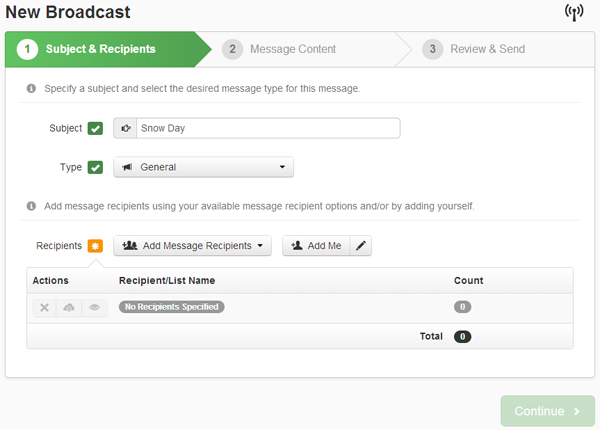 New Broadcast
1 Subject & Recipients 2 Message Content 3 Review & Send
Specify a subject and select the desired message type for this message.
Subject Snow Day
Type General
Add message recipients using your available message recipient options and/or by adding yourself.
Recipients Add Message Recipients Add Me
Actions Recipient/List Name Count
No Recipients Specified 0
Total 0
Continue